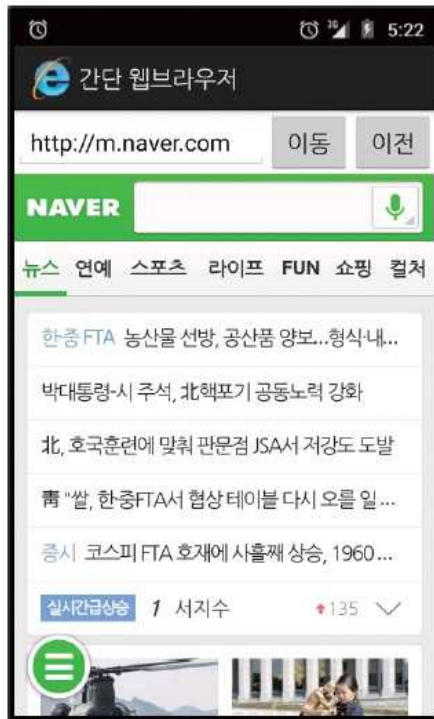 3G 5:22
간단 웹브라우저
http://m.naver.com 이동 이전
NAVER
뉴스 연예 스포츠 라이프 FUN 쇼핑 컬처
한·중 FTA 농산물 선방, 공산품 양보...형식·내...
박대통령-시 주석, 北핵포기 공동노력 강화
北, 호국훈련에 맞춰 판문점 JSA서 저강도 도발
靑 "쌀, 한·중FTA서 협상 테이블 다시 오를 일 ...
증시 코스피 FTA 호재에 사흘째 상승, 1960 ...
실시간급상승 1 서지수 135